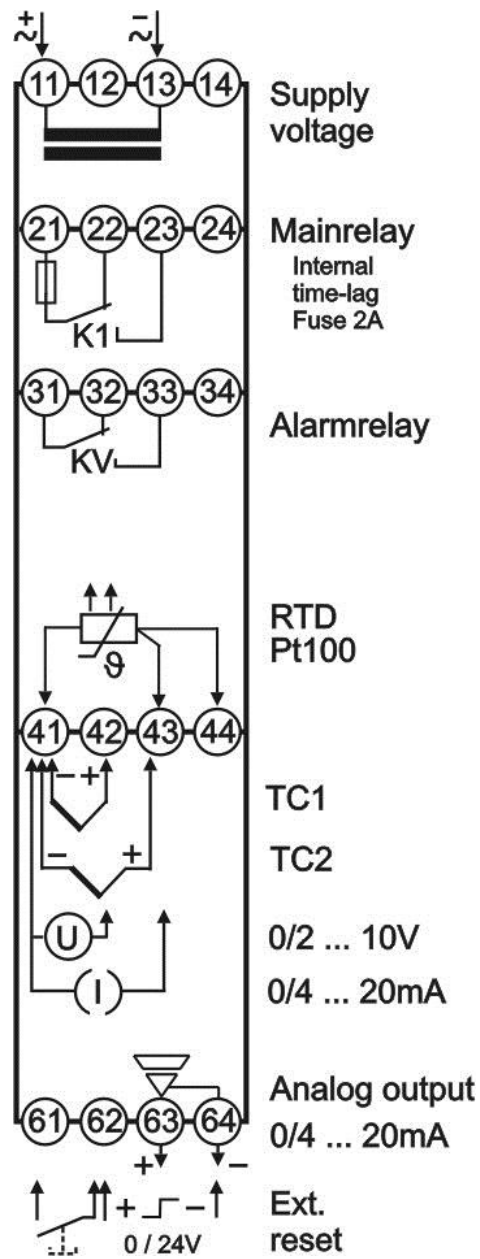 ~+ ~-
11 12 13 14
Supply
voltage
21 22 23 24
Mainrelay
Internal
time-lag
Fuse 2A
K1
31 32 33 34
Alarmrelay
KV
RTD
Pt100
ϑ
41 42 43 44
- +
TC1
- +
TC2
U
0/2 ... 10V
I
0/4 ... 20mA
Analog output
61 62 63 64
0/4 ... 20mA
+ -
+ -
Ext.
reset
0 / 24V